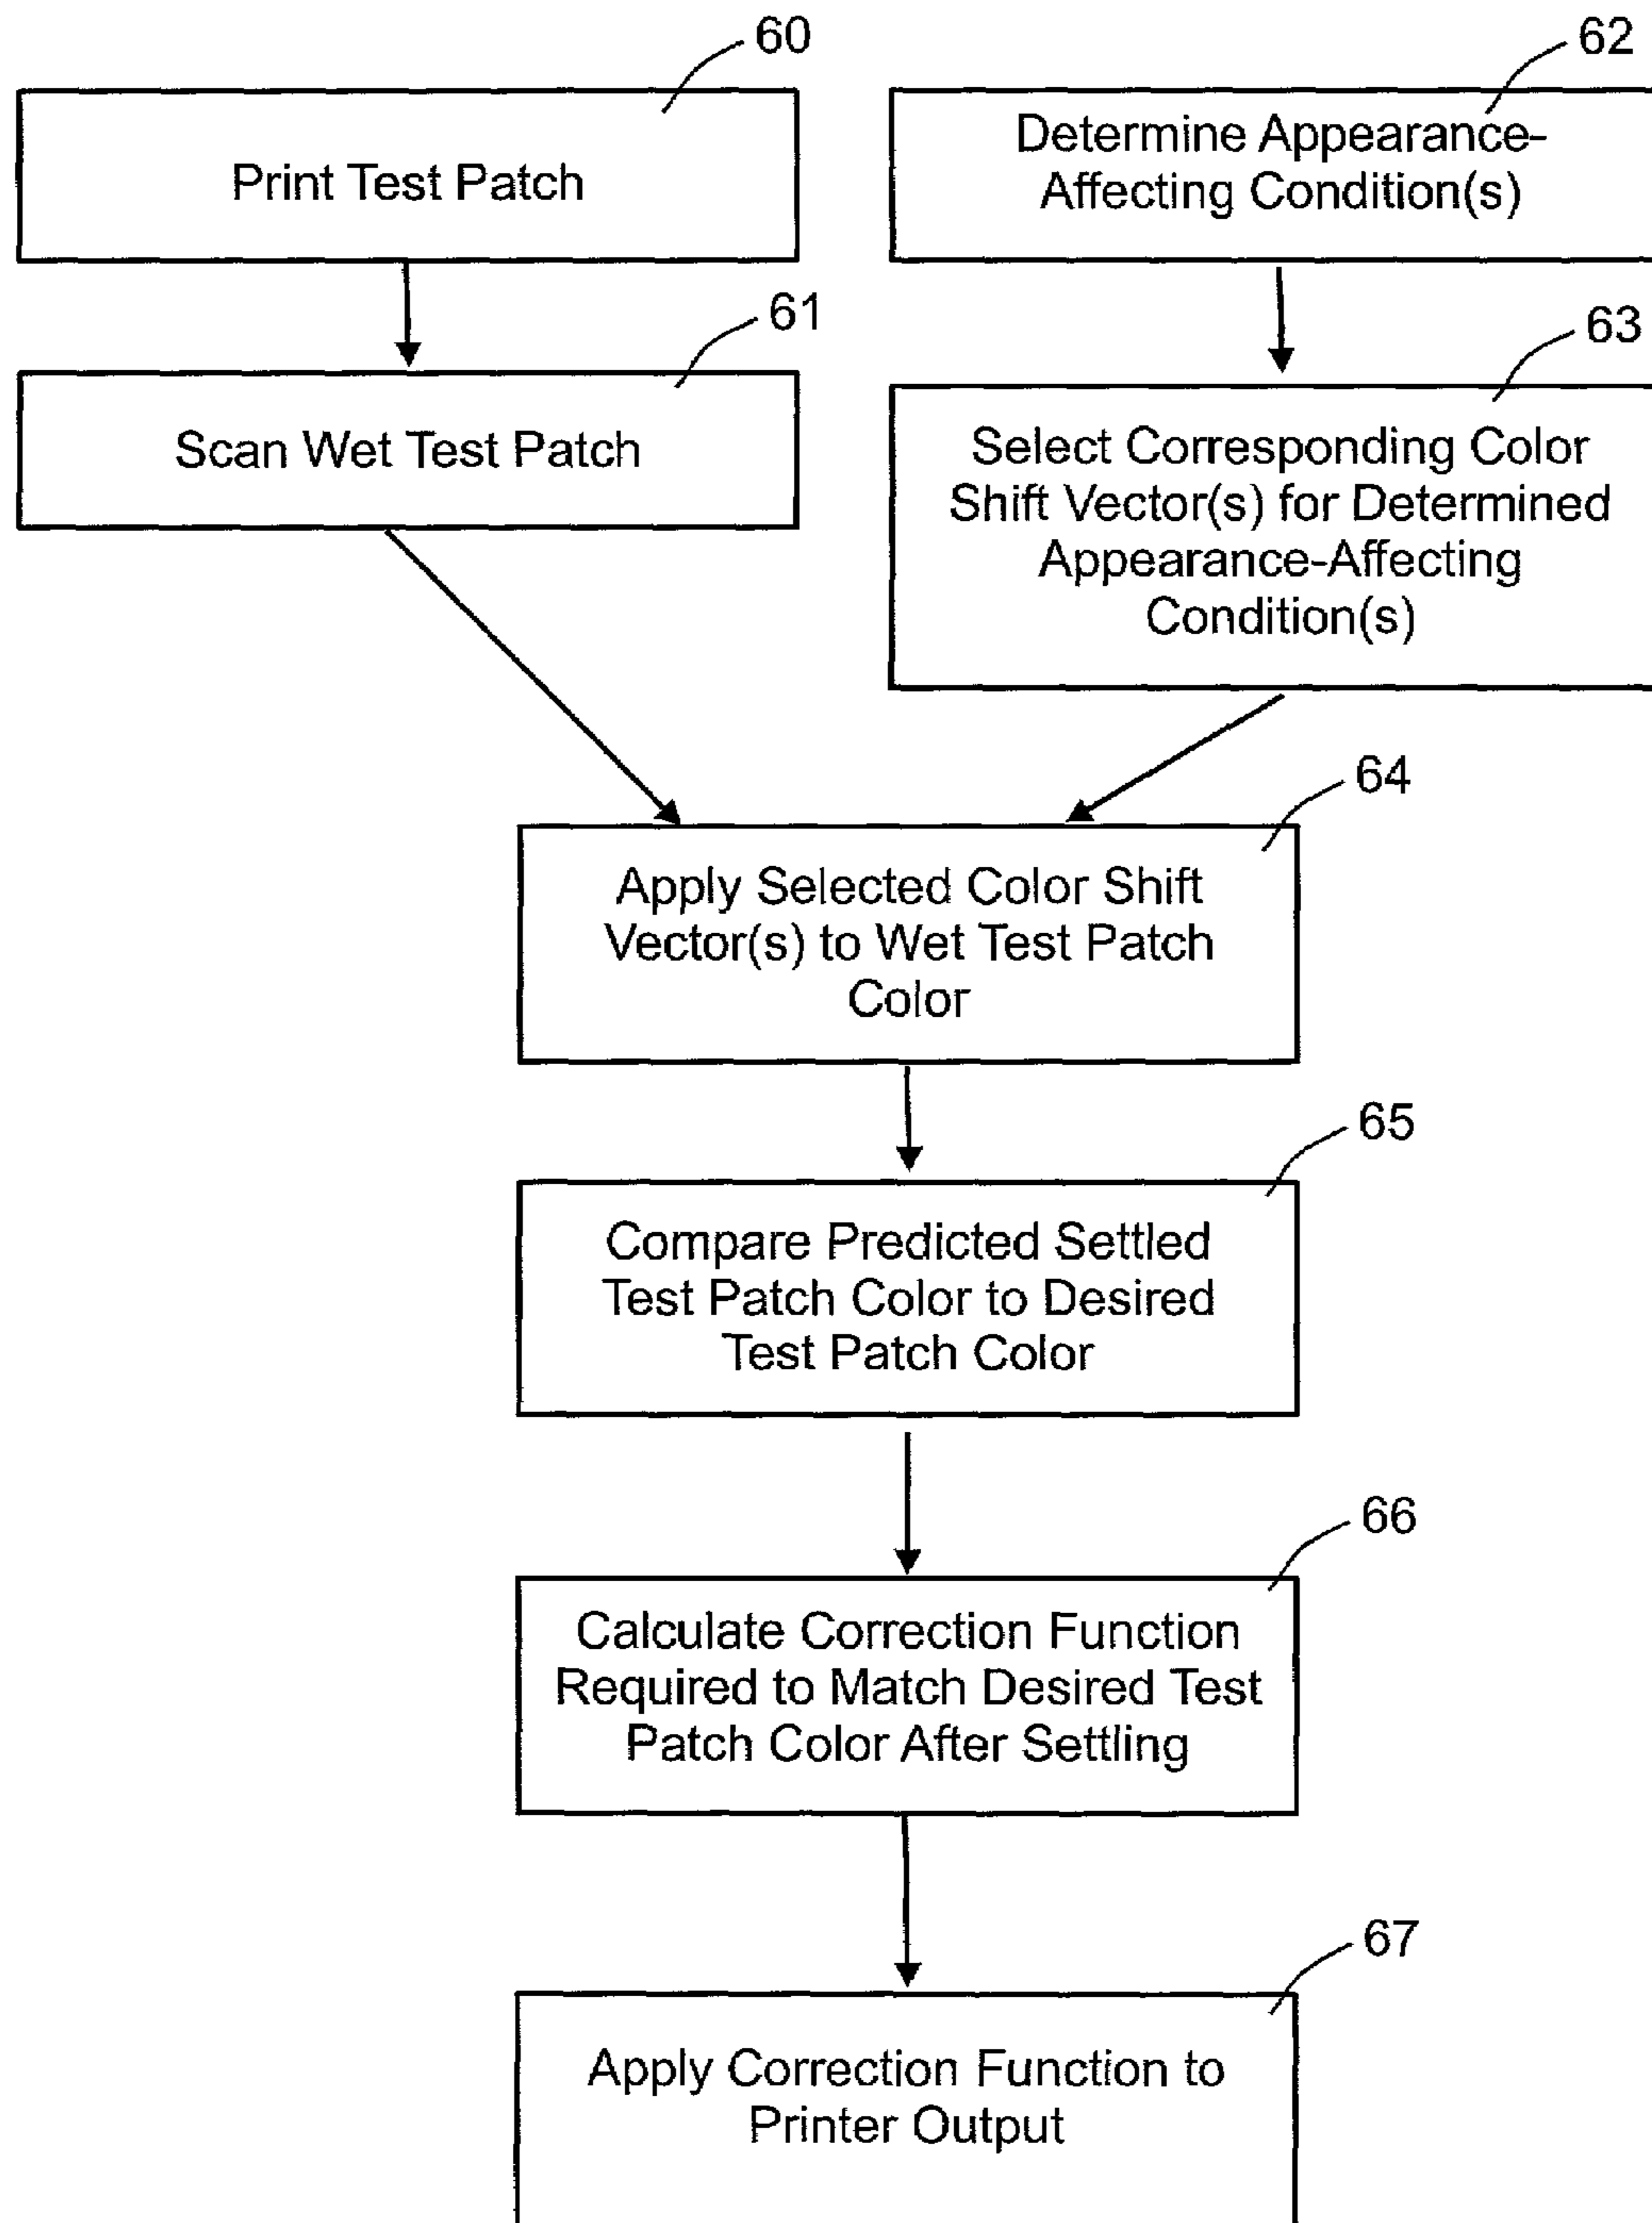 60
Print Test Patch
62
Determine Appearance-
Affecting Condition(s)
61
Scan Wet Test Patch
63
Select Corresponding Color
Shift Vector(s) for Determined
Appearance-Affecting
Condition(s)
64
Apply Selected Color Shift
Vector(s) to Wet Test Patch
Color
65
Compare Predicted Settled
Test Patch Color to Desired
Test Patch Color
66
Calculate Correction Function
Required to Match Desired Test
Patch Color After Settling
67
Apply Correction Function to
Printer Output